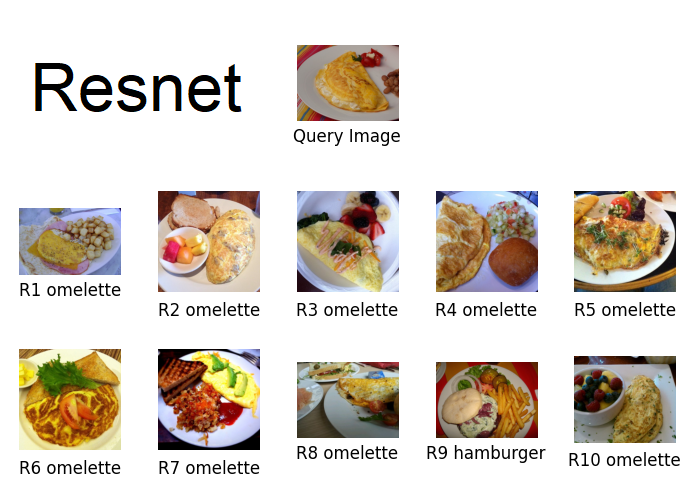 Resnet
Query Image
R1 omelette
R2 omelette
R3 omelette
R4 omelette
R5 omelette
R6 omelette
R7 omelette
R8 omelette
R9 hamburger
R10 omelette